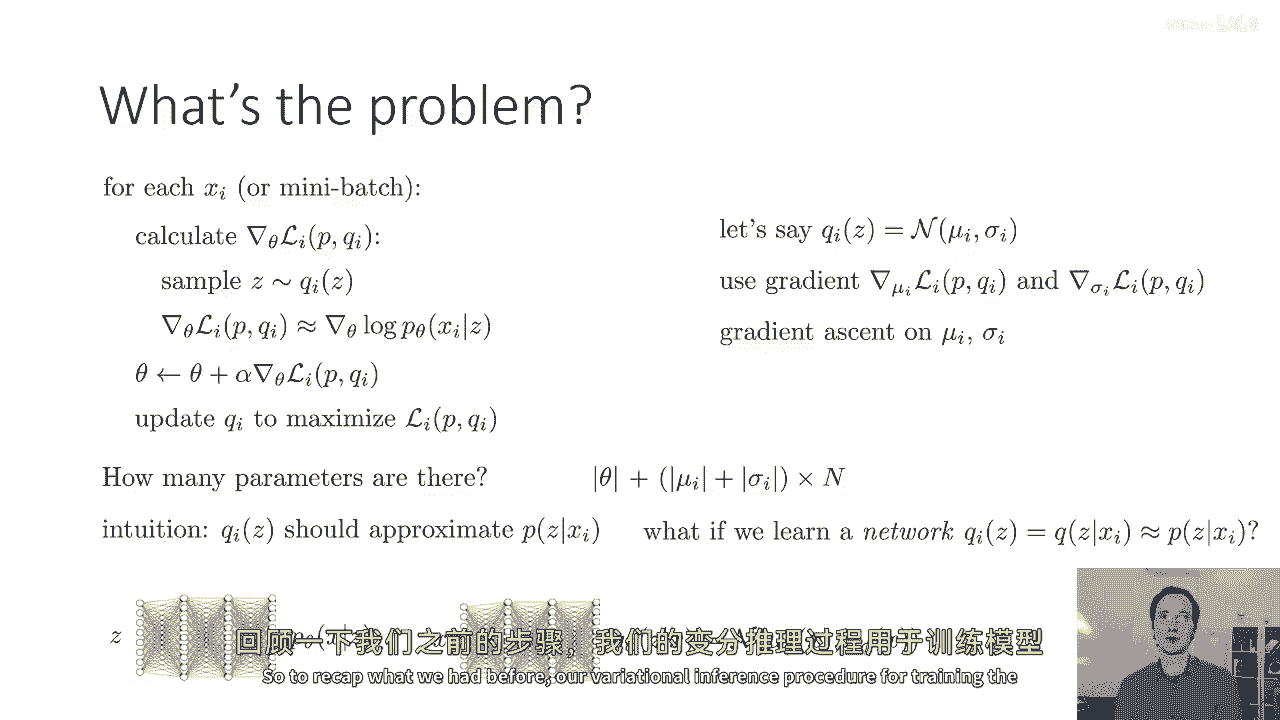 What's the problem?
for each $x_i$ (or mini-batch):
calculate $\nabla_\theta \mathcal{L}_i(p, q_i)$:
sample $z \sim q_i(z)$
$\nabla_\theta \mathcal{L}_i(p, q_i) \approx \nabla_\theta \log p_\theta(x_i|z)$
$\theta \leftarrow \theta + \alpha \nabla_\theta \mathcal{L}_i(p, q_i)$
update $q_i$ to maximize $\mathcal{L}_i(p, q_i)$
let's say $q_i(z) = \mathcal{N}(\mu_i, \sigma_i)$
use gradient $\nabla_{\mu_i} \mathcal{L}_i(p, q_i)$ and $\nabla_{\sigma_i} \mathcal{L}_i(p, q_i)$
gradient ascent on $\mu_i$, $\sigma_i$
How many parameters are there? $|\theta| + (|\mu_i| + |\sigma_i|) \times N$
intuition: $q_i(z)$ should approximate $p(z|x_i)$ what if we learn a network $q_i(z) = q(z|x_i) \approx p(z|x_i)$?
z
回顾一下我们之前的步骤，我们的变分推理过程用于训练模型
So to recap what we had before, our variational inference procedure for training the